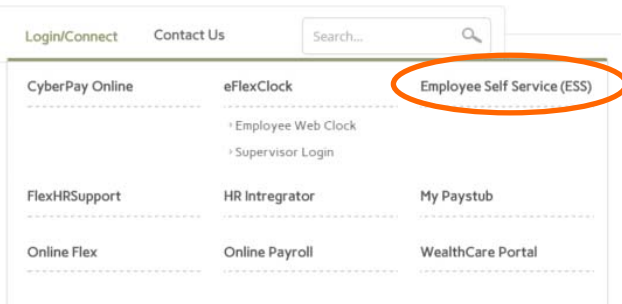 Login/Connect Contact Us Search...
CyberPay Online eFlexClock Employee Self Service (ESS)
› Employee Web Clock
› Supervisor Login
FlexHRSupport HR Intregrator My Paystub
Online Flex Online Payroll WealthCare Portal